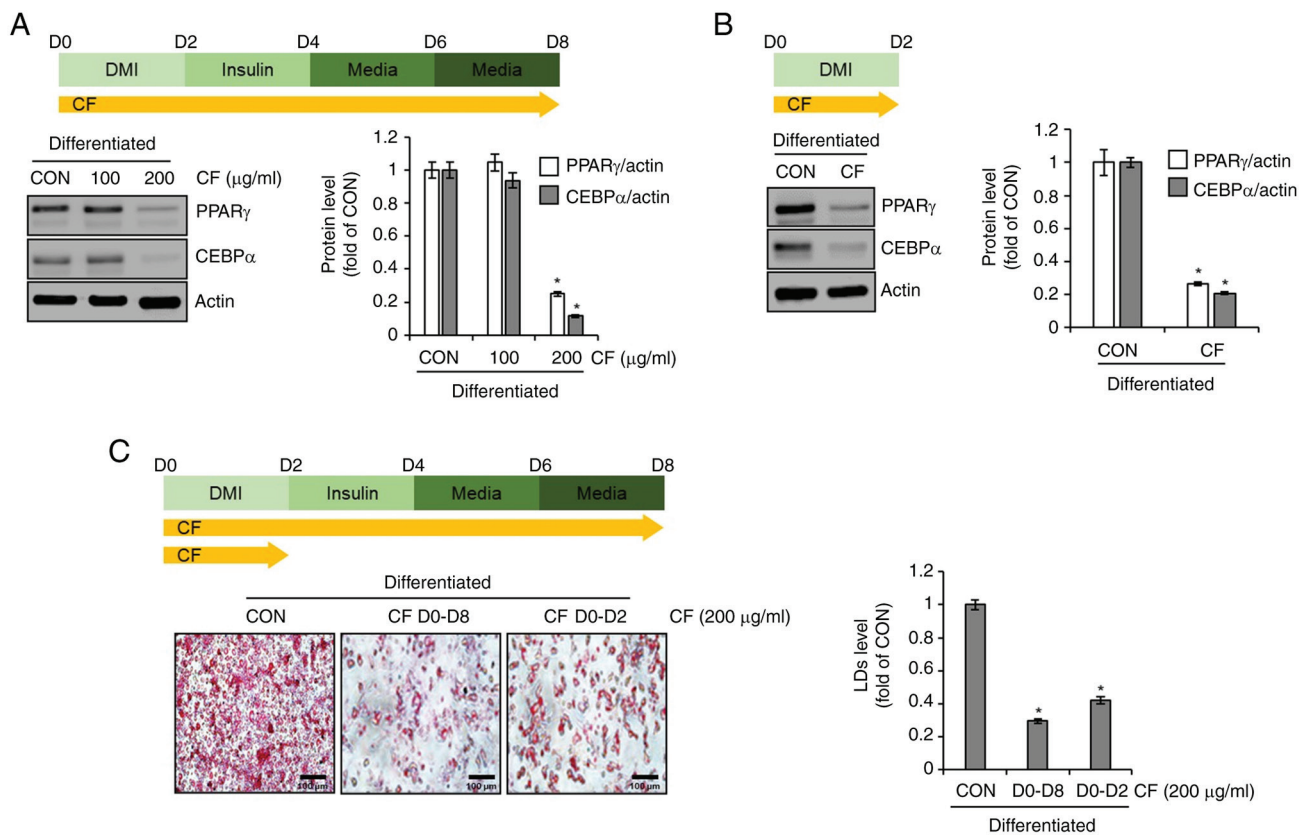 A
D0 D2 D4 D6 D8
DMI Insulin Media Media
CF
Differentiated
CON 100 200 CF (μg/ml)
PPARγ
CEBPα
Actin
Protein level
(fold of CON)
1.2
1
0.8
0.6
0.4
0.2
0
PPARγ/actin
CEBPα/actin
*
*
CON 100 200 CF (μg/ml)
Differentiated
B
D0 D2
DMI
CF
Differentiated
CON CF
PPARγ
CEBPα
Actin
Protein level
(fold of CON)
1.2
1
0.8
0.6
0.4
0.2
0
PPARγ/actin
CEBPα/actin
* *
CON CF
Differentiated
C
D0 D2 D4 D6 D8
DMI Insulin Media Media
CF
CF
Differentiated
CON CF D0-D8 CF D0-D2 CF (200 μg/ml)
100 μm 100 μm 100 μm
LDs level
(fold of CON)
1.2
1
0.8
0.6
0.4
0.2
0
*
*
CON D0-D8 D0-D2 CF (200 μg/ml)
Differentiated